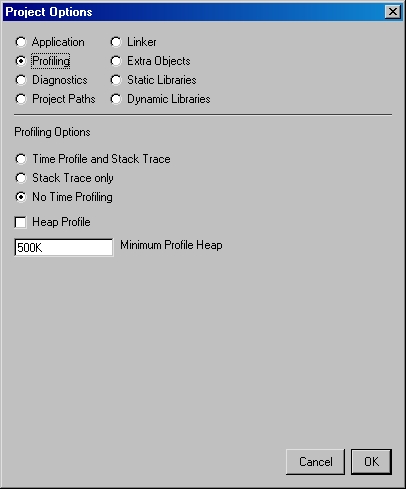 Project Options
Application Linker
Profiling Extra Objects
Diagnostics Static Libraries
Project Paths Dynamic Libraries
Profiling Options
Time Profile and Stack Trace
Stack Trace only
No Time Profiling
Heap Profile
500K Minimum Profile Heap
Cancel OK